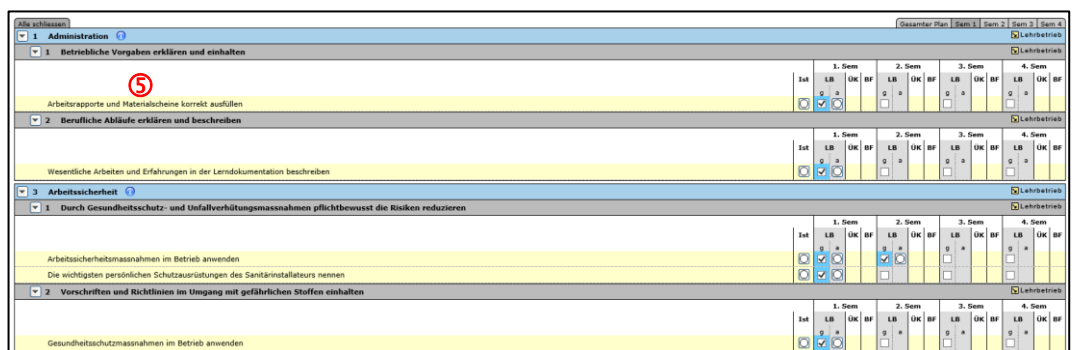 Alle schliessen Gesamter Plan Sem 1 Sem 2 Sem 3 Sem 4
1 Administration Lehrbetrieb
1 Betriebliche Vorgaben erklären und einhalten Lehrbetrieb
1. Sem 2. Sem 3. Sem 4. Sem
Ist LB ÜK BF LB ÜK BF LB ÜK BF LB ÜK BF
5
g a g a g a g a
Arbeitsrapporte und Materialscheine korrekt ausfüllen
2 Berufliche Abläufe erklären und beschreiben Lehrbetrieb
1. Sem 2. Sem 3. Sem 4. Sem
Ist LB ÜK BF LB ÜK BF LB ÜK BF LB ÜK BF
g a g a g a g a
Wesentliche Arbeiten und Erfahrungen in der Lerndokumentation beschreiben
3 Arbeitssicherheit Lehrbetrieb
1 Durch Gesundheitsschutz- und Unfallverhütungsmassnahmen pflichtbewusst die Risiken reduzieren Lehrbetrieb
1. Sem 2. Sem 3. Sem 4. Sem
Ist LB ÜK BF LB ÜK BF LB ÜK BF LB ÜK BF
g a g a g a g a
Arbeitssicherheitsmassnahmen im Betrieb anwenden
Die wichtigsten persönlichen Schutzausrüstungen des Sanitärinstallateurs nennen
2 Vorschriften und Richtlinien im Umgang mit gefährlichen Stoffen einhalten Lehrbetrieb
1. Sem 2. Sem 3. Sem 4. Sem
Ist LB ÜK BF LB ÜK BF LB ÜK BF LB ÜK BF
g a g a g a g a
Gesundheitsschutzmassnahmen im Betrieb anwenden